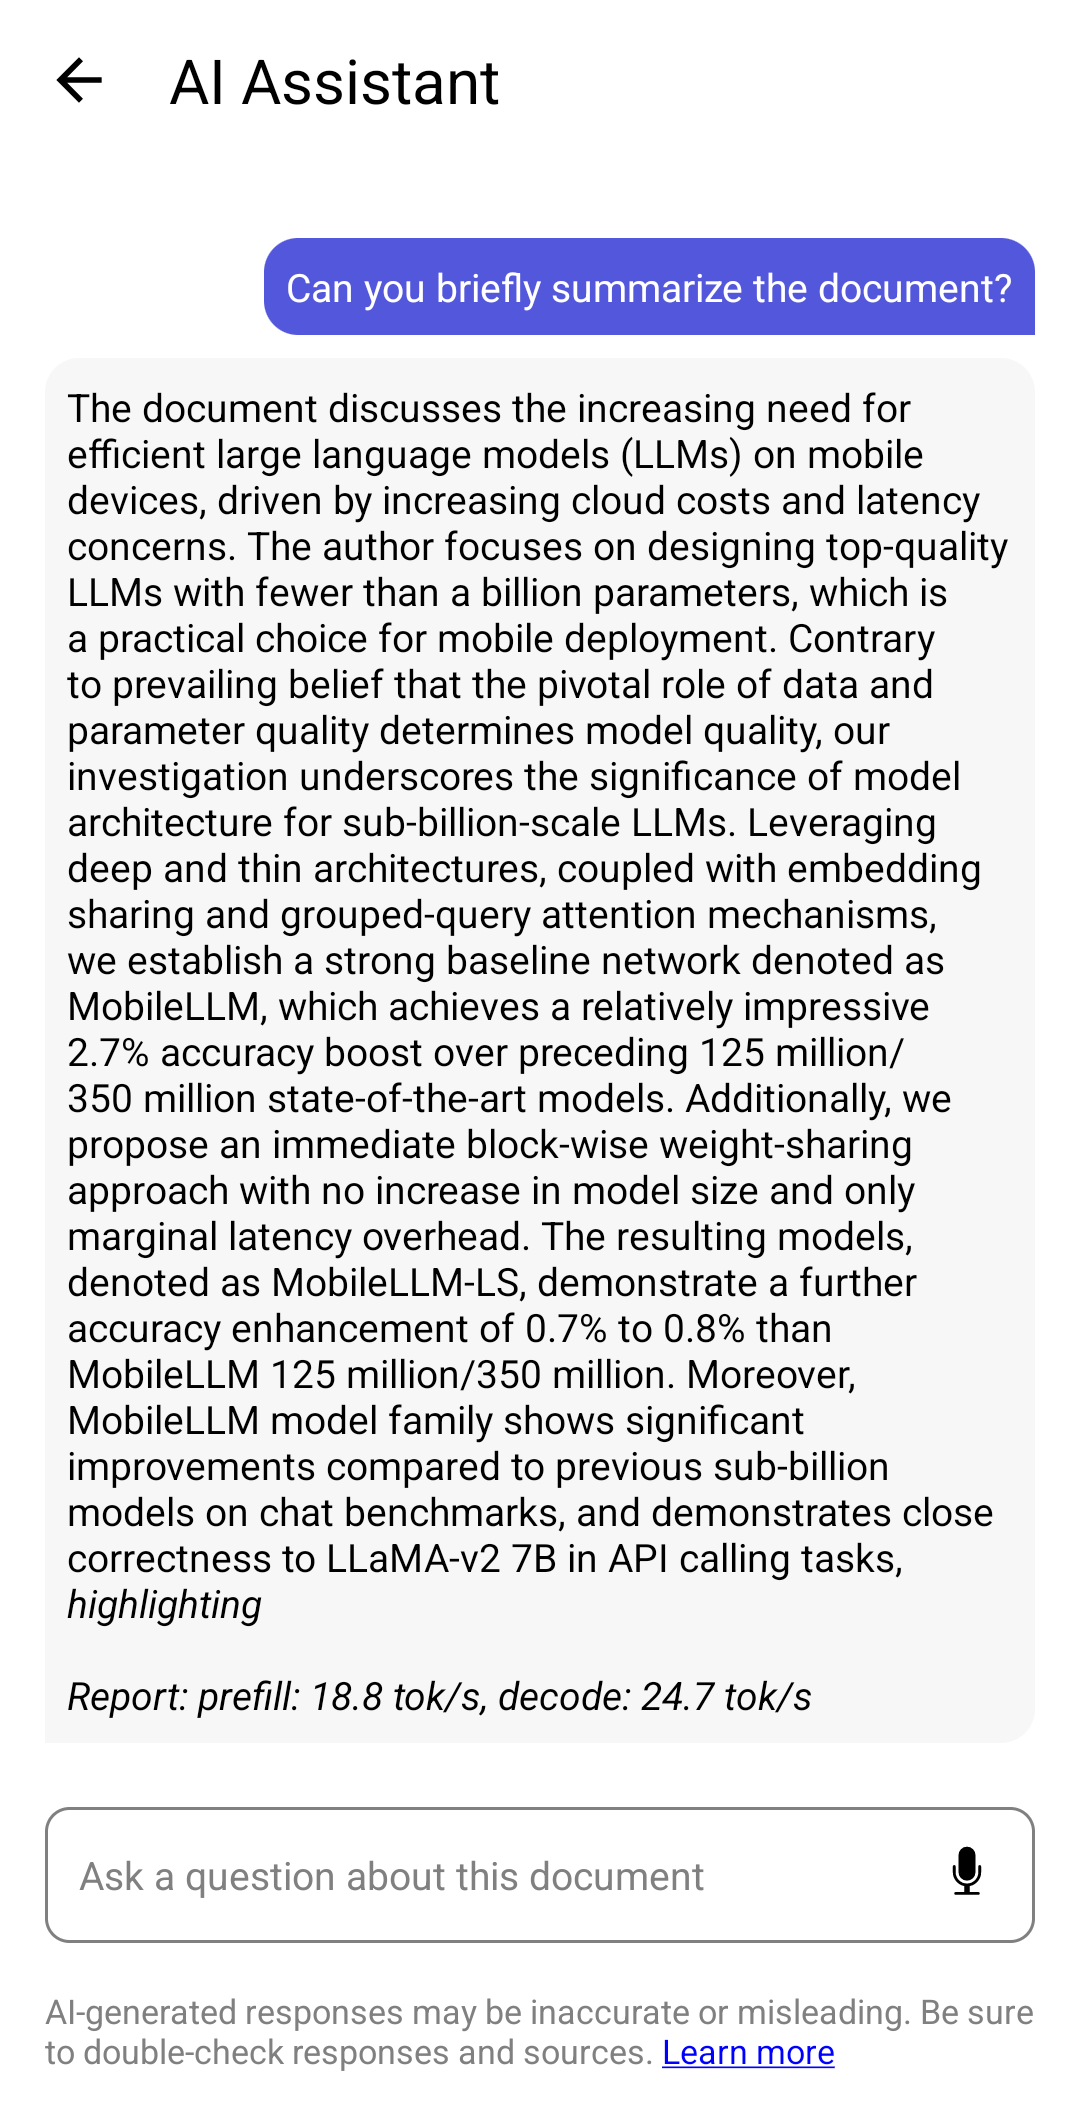 AI Assistant
Can you briefly summarize the document?
The document discusses the increasing need for
efficient large language models (LLMs) on mobile
devices, driven by increasing cloud costs and latency
concerns. The author focuses on designing top-quality
LLMs with fewer than a billion parameters, which is
a practical choice for mobile deployment. Contrary
to prevailing belief that the pivotal role of data and
parameter quality determines model quality, our
investigation underscores the significance of model
architecture for sub-billion-scale LLMs. Leveraging
deep and thin architectures, coupled with embedding
sharing and grouped-query attention mechanisms,
we establish a strong baseline network denoted as
MobileLLM, which achieves a relatively impressive
2.7% accuracy boost over preceding 125 million/
350 million state-of-the-art models. Additionally, we
propose an immediate block-wise weight-sharing
approach with no increase in model size and only
marginal latency overhead. The resulting models,
denoted as MobileLLM-LS, demonstrate a further
accuracy enhancement of 0.7% to 0.8% than
MobileLLM 125 million/350 million. Moreover,
MobileLLM model family shows significant
improvements compared to previous sub-billion
models on chat benchmarks, and demonstrates close
correctness to LLaMA-v2 7B in API calling tasks,
highlighting
Report: prefill: 18.8 tok/s, decode: 24.7 tok/s
Ask a question about this document
AI-generated responses may be inaccurate or misleading. Be sure
to double-check responses and sources. Learn more